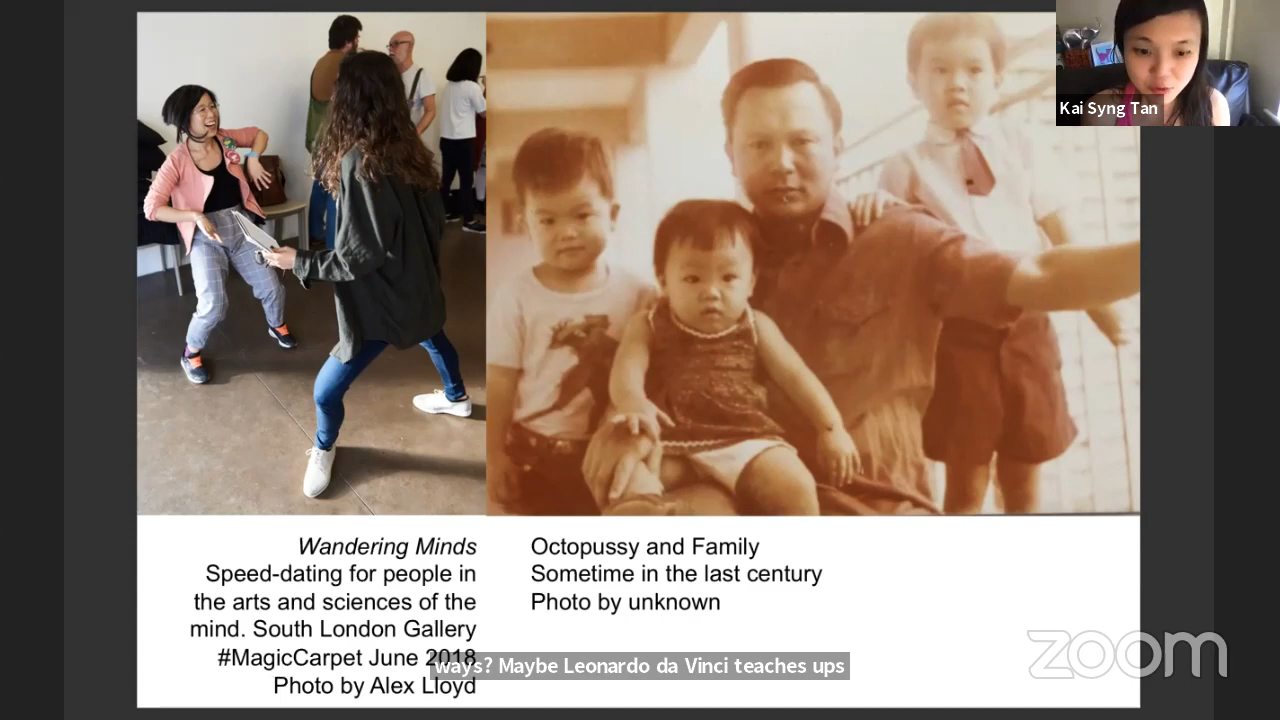 Kai Syng Tan
Wandering Minds
Speed-dating for people in
the arts and sciences of the
mind. South London Gallery
#MagicCarpet June 2018
Photo by Alex Lloyd
Octopussy and Family
Sometime in the last century
Photo by unknown
ways? Maybe Leonardo da Vinci teaches ups
zoom